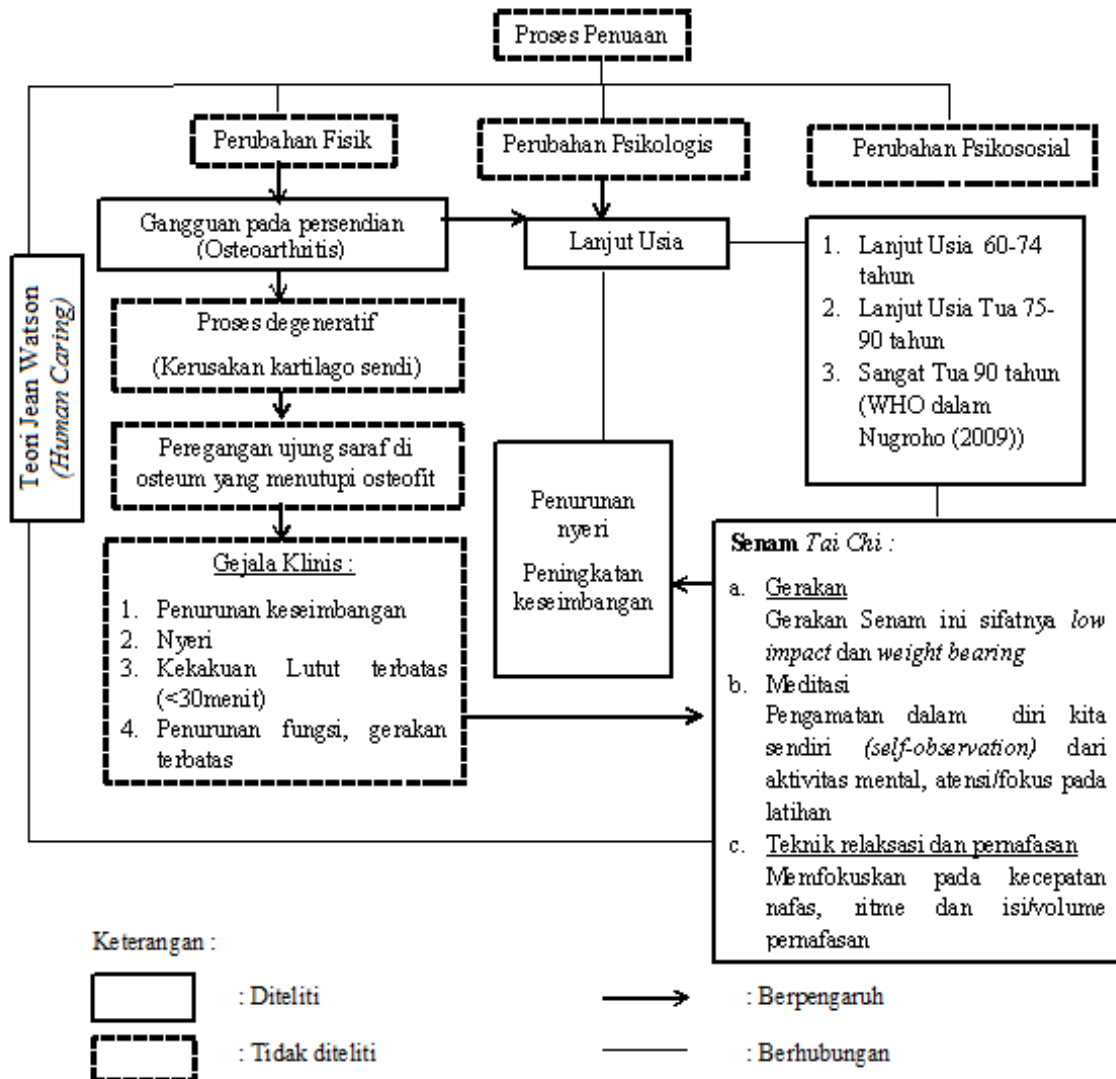 Proses Penuaan
Perubahan Fisik
Perubahan Psikologis
Perubahan Psikososial
Teori Jean Watson
(Human Caring)
Gangguan pada persendian
(Osteoarthritis)
Lanjut Usia
1. Lanjut Usia 60-74
tahun
2. Lanjut Usia Tua 75-
90 tahun
3. Sangat Tua 90 tahun
(WHO dalam
Nugroho (2009))
Proses degeneratif
(Kerusakan kartilago sendi)
Peregangan ujung saraf di
osteum yang menutupi osteofit
Gejala Klinis :
1. Penurunan keseimbangan
2. Nyeri
3. Kekakuan Lutut terbatas
(<30menit)
4. Penurunan fungsi, gerakan
terbatas
Penurunan
nyeri
Peningkatan
keseimbangan
Senam Tai Chi :
a. Gerakan
Gerakan Senam ini sifatnya low
impact dan weight bearing
b. Meditasi
Pengamatan dalam diri kita
sendiri (self-observation) dari
aktivitas mental, atensi/fokus pada
latihan
c. Teknik relaksasi dan pernafasan
Memfokuskan pada kecepatan
nafas, ritme dan isi/volume
pernafasan
Keterangan :
: Diteliti
: Berpengaruh
: Tidak diteliti
: Berhubungan